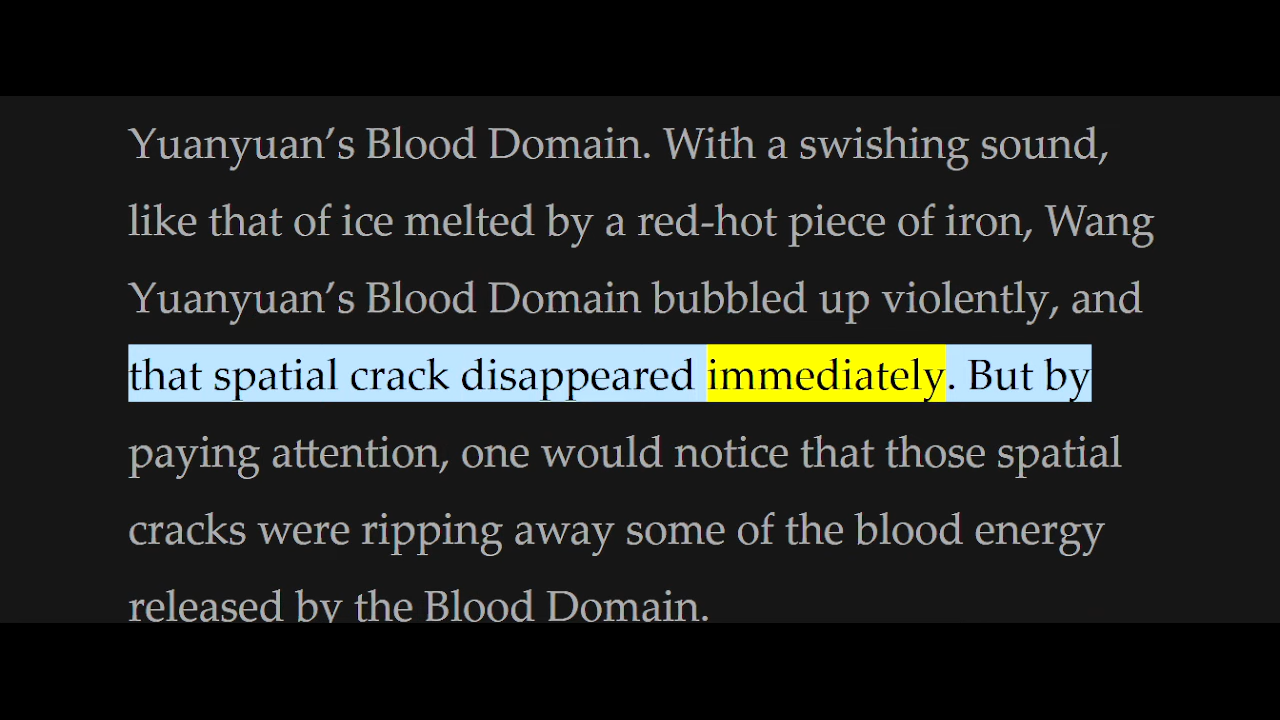 Yuanyuan’s Blood Domain. With a swishing sound,
like that of ice melted by a red-hot piece of iron, Wang
Yuanyuan’s Blood Domain bubbled up violently, and
that spatial crack disappeared immediately. But by
paying attention, one would notice that those spatial
cracks were ripping away some of the blood energy
released by the Blood Domain.